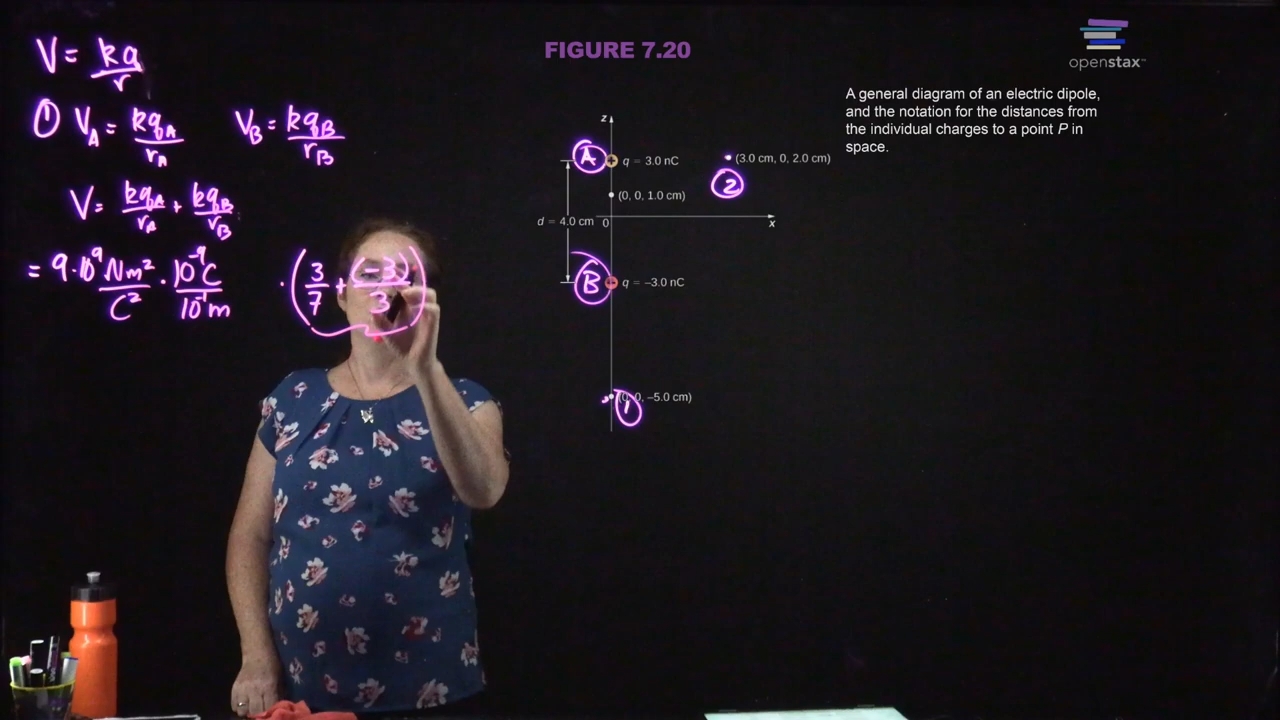 V = kq/r
① V_A = kq_A/r_A V_B = kq_B/r_B
V = kq_A/r_A + kq_B/r_B
= 9·10⁹ Nm²/C² · 10⁻⁹C/10⁻¹m · (3/7 + (-3)/3)
FIGURE 7.20
z
A
+
q = 3.0 nC
(3.0 cm, 0, 2.0 cm)
2
(0, 0, 1.0 cm)
d = 4.0 cm
0
x
B
q = −3.0 nC
1
0, −5.0 cm)
openstax™
A general diagram of an electric dipole,
and the notation for the distances from
the individual charges to a point P in
space.